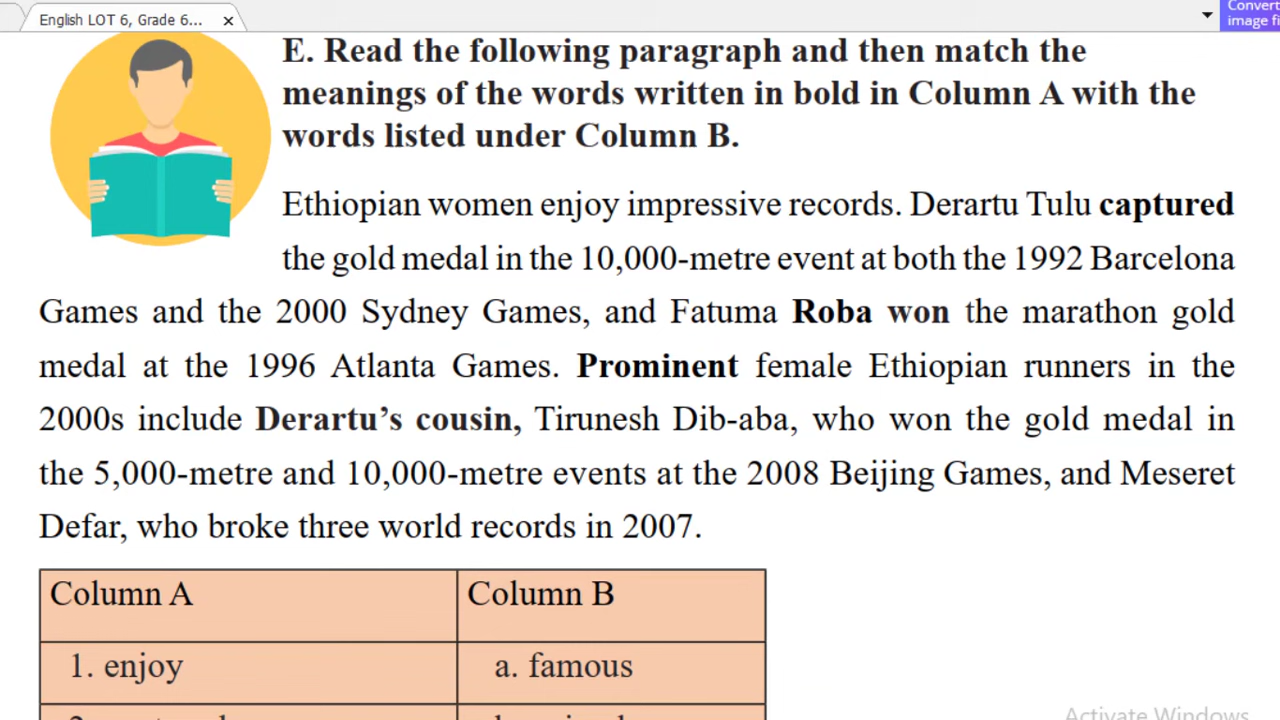 English LOT 6, Grade 6...
Convert
image fi
E. Read the following paragraph and then match the
meanings of the words written in bold in Column A with the
words listed under Column B.
Ethiopian women enjoy impressive records. Derartu Tulu captured
the gold medal in the 10,000-metre event at both the 1992 Barcelona
Games and the 2000 Sydney Games, and Fatuma Roba won the marathon gold
medal at the 1996 Atlanta Games. Prominent female Ethiopian runners in the
2000s include Derartu’s cousin, Tirunesh Dib-aba, who won the gold medal in
the 5,000-metre and 10,000-metre events at the 2008 Beijing Games, and Meseret
Defar, who broke three world records in 2007.
Column A Column B
1. enjoy a. famous
Activate Windows